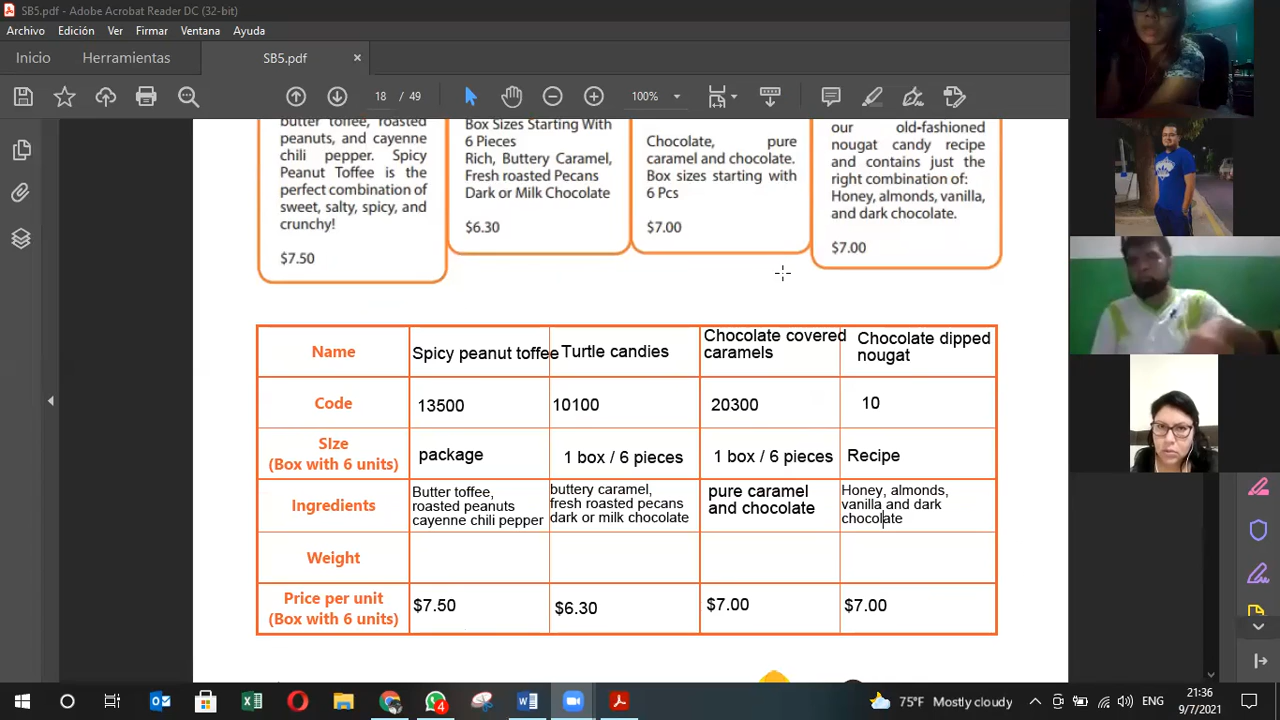 SB5.pdf - Adobe Acrobat Reader DC (32-bit)
Archivo Edición Ver Firmar Ventana Ayuda
Inicio Herramientas SB5.pdf ×
18 / 49 100%
butter toffee, roasted
peanuts, and cayenne
chili pepper. Spicy
Peanut Toffee is the
perfect combination of
sweet, salty, spicy, and
crunchy!
$7.50
Box Sizes Starting With
6 Pieces
Rich, Buttery Caramel,
Fresh roasted Pecans
Dark or Milk Chocolate
$6.30
Chocolate, pure
caramel and chocolate.
Box sizes starting with
6 Pcs
$7.00
our old-fashioned
nougat candy recipe
and contains just the
right combination of:
Honey, almonds, vanilla,
and dark chocolate.
$7.00
Name
Spicy peanut toffee
Turtle candies
Chocolate covered
caramels
Chocolate dipped
nougat
Code
13500
10100
20300
10
SIze
(Box with 6 units)
package
1 box / 6 pieces
1 box / 6 pieces
Recipe
Ingredients
Butter toffee,
roasted peanuts
cayenne chili pepper
buttery caramel,
fresh roasted pecans
dark or milk chocolate
pure caramel
and chocolate
Honey, almonds,
vanilla and dark
chocolate
Weight
Price per unit
(Box with 6 units)
$7.50
$6.30
$7.00
$7.00
4
75°F Mostly cloudy
ENG
21:36
9/7/2021